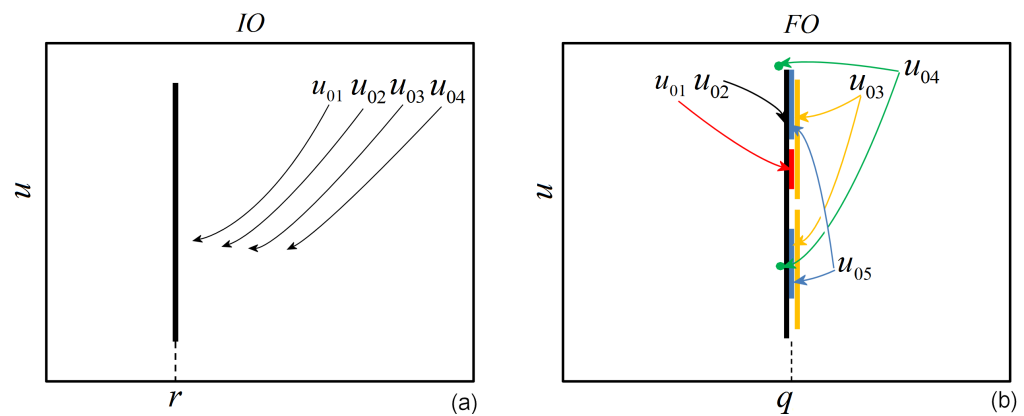 IO
u
u₀₁ u₀₂ u₀₃ u₀₄
r
(a)
FO
u
u₀₁ u₀₂ u₀₃ u₀₄
u₀₅
q
(b)